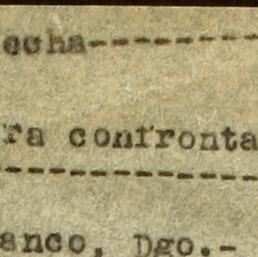 echa-----------
ra confronta
----------------
anco, Dgo.-